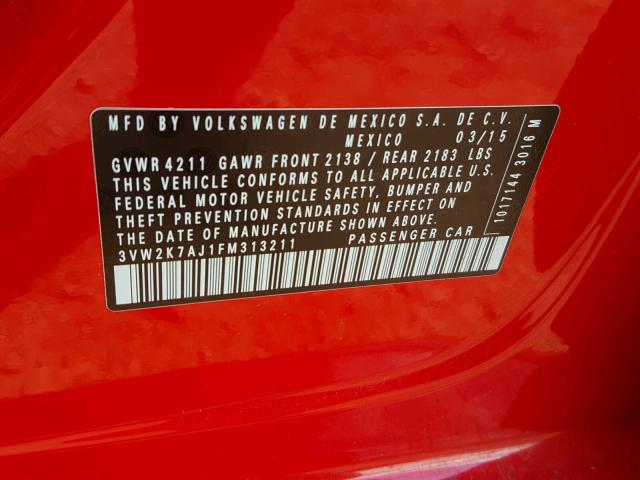 MFD BY VOLKSWAGEN DE MEXICO S.A. DE C.V.
MEXICO 03/15
GVWR 4211 GAWR FRONT 2138 / REAR 2183 LBS
THIS VEHICLE CONFORMS TO ALL APPLICABLE U.S.
FEDERAL MOTOR VEHICLE SAFETY, BUMPER AND
THEFT PREVENTION STANDARDS IN EFFECT ON
THE DATE OF MANUFACTURE SHOWN ABOVE.
3VW2K7AJ1FM313211 PASSENGER CAR
1017144 3016 M